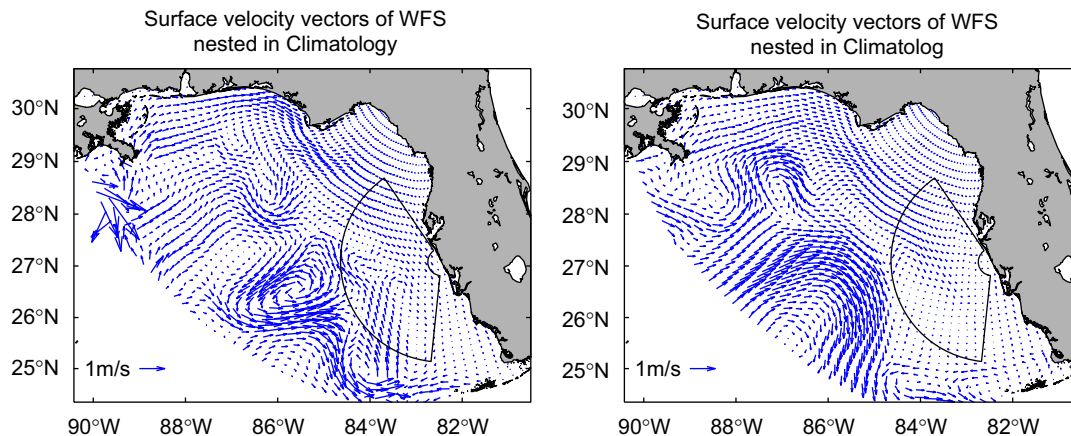 Surface velocity vectors of WFS
nested in Climatology
30°N
29°N
28°N
27°N
26°N
25°N
1m/s
90°W
88°W
86°W
84°W
82°W
Surface velocity vectors of WFS
nested in Climatolog
30°N
29°N
28°N
27°N
26°N
25°N
1m/s
90°W
88°W
86°W
84°W
82°W